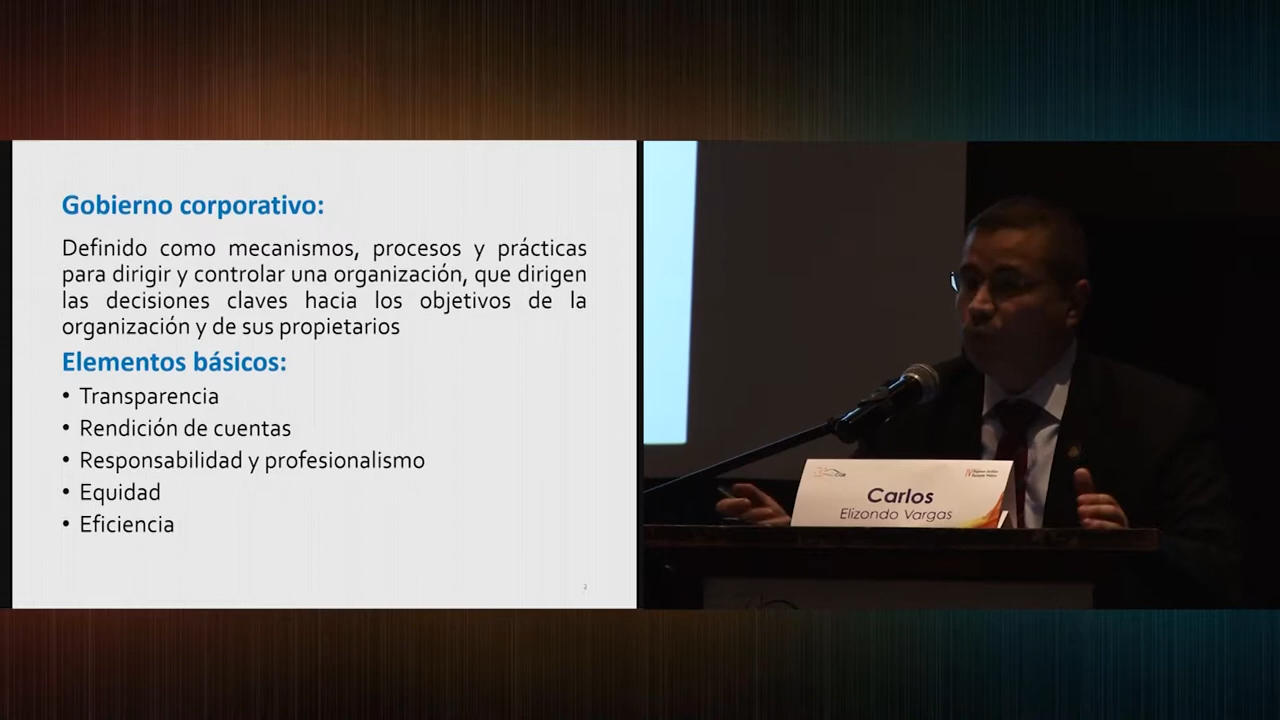 Gobierno corporativo:
Definido como mecanismos, procesos y prácticas
para dirigir y controlar una organización, que dirigen
las decisiones claves hacia los objetivos de la
organización y de sus propietarios
Elementos básicos:
• Transparencia
• Rendición de cuentas
• Responsabilidad y profesionalismo
• Equidad
• Eficiencia
2
Carlos
Elizondo Vargas